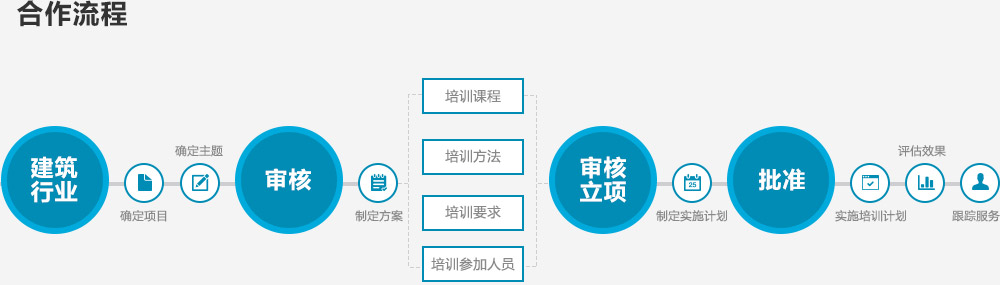 合作流程
建筑
行业
确定项目
确定主题
审核
制定方案
培训课程
培训方法
培训要求
培训参加人员
审核
立项
25
制定实施计划
批准
实施培训计划
评估效果
跟踪服务